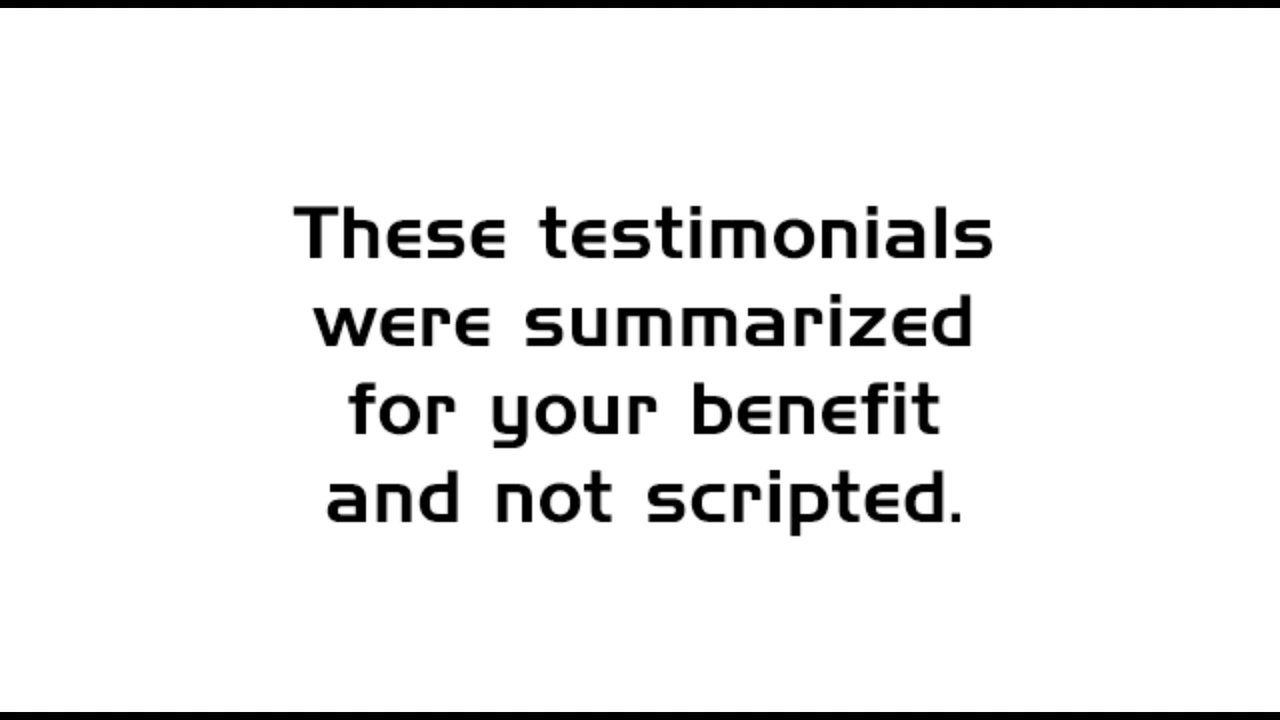 These testimonials
were summarized
for your benefit
and not scripted.